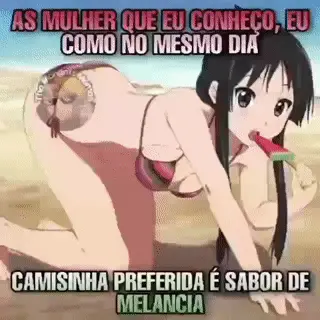 AS MULHER QUE EU CONHEÇO, EU
COMO NO MESMO DIA
CAMISINHA PREFERIDA É SABOR DE
MELANCIA